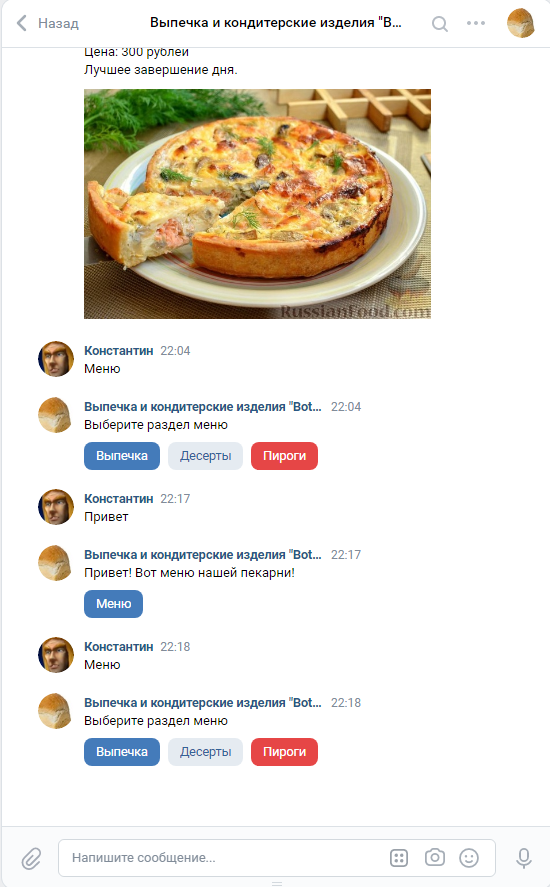 Назад
Выпечка и кондитерские изделия "В...
Цена: 300 рублей
Лучшее завершение дня.
RussianFood.com
Константин 22:04
Меню
Выпечка и кондитерские изделия "Bot... 22:04
Выберите раздел меню
Выпечка Десерты Пироги
Константин 22:17
Привет
Выпечка и кондитерские изделия "Bot... 22:17
Привет! Вот меню нашей пекарни!
Меню
Константин 22:18
Меню
Выпечка и кондитерские изделия "Bot... 22:18
Выберите раздел меню
Выпечка Десерты Пироги
Напишите сообщение...